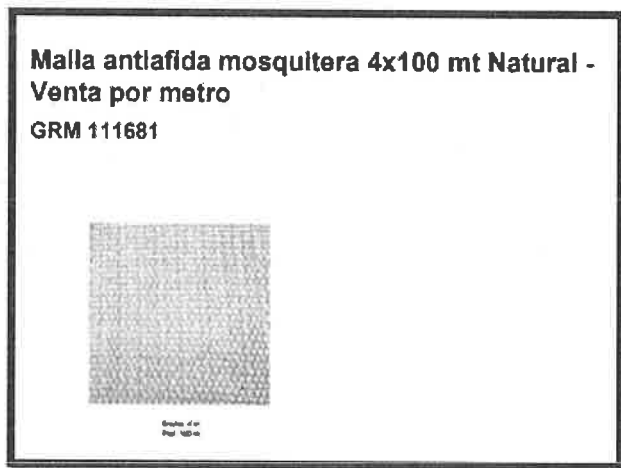 Malla antiafida mosquitera 4x100 mt Natural -
Venta por metro
GRM 111681